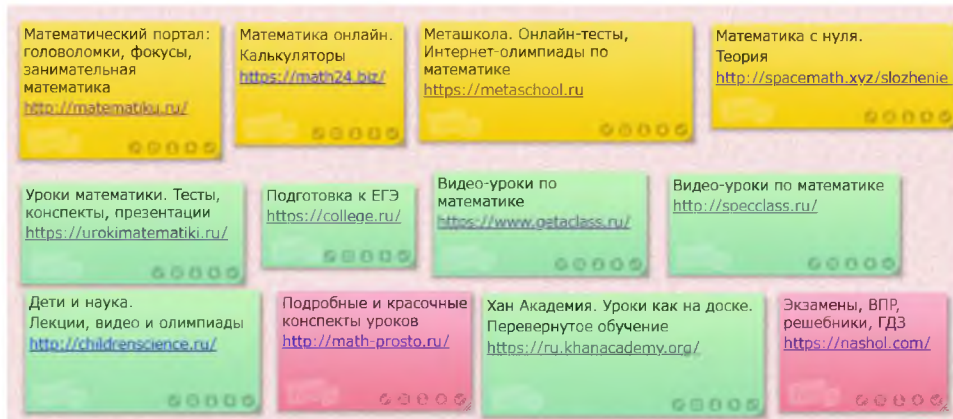 Математический портал:
головоломки, фокусы,
занимательная
математика
http://matematiku.ru/
Математика онлайн.
Калькуляторы
https://math24.biz/
Меташкола. Онлайн-тесты,
Интернет-олимпиады по
математике
https://metaschool.ru
Математика с нуля.
Теория
http://spacemath.xyz/slozhenie
Уроки математики. Тесты,
конспекты, презентации
https://urokimatematiki.ru/
Подготовка к ЕГЭ
https://college.ru/
Видео-уроки по
математике
https://www.getaclass.ru/
Видео-уроки по математике
http://specclass.ru/
Дети и наука.
Лекции, видео и олимпиады
http://childrenscience.ru/
Подробные и красочные
конспекты уроков
http://math-prosto.ru/
Хан Академия. Уроки как на доске.
Перевернутое обучение
https://ru.khanacademy.org/
Экзамены, ВПР,
решебники, ГДЗ
https://nashol.com/